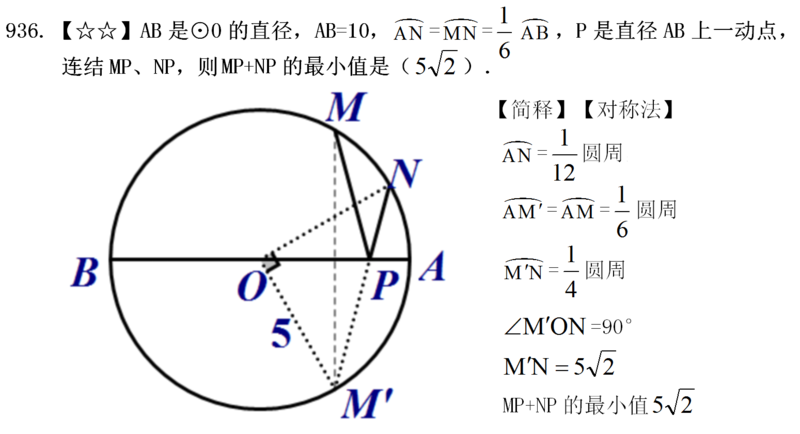 936.【☆☆】AB 是⊙O 的直径，AB=10，$\overset{\frown}{AN}=\overset{\frown}{MN}=\frac{1}{6}\overset{\frown}{AB}$，P 是直径 AB 上一动点，
连结 MP、NP，则MP+NP 的最小值是（$5\sqrt{2}$）.
【简释】【对称法】
$\overset{\frown}{AN}=\frac{1}{12}$圆周
$\overset{\frown}{AM'}=\overset{\frown}{AM}=\frac{1}{6}$ 圆周
$\overset{\frown}{M'N}=\frac{1}{4}$圆周
∠M'ON=90°
M'N=$5\sqrt{2}$
MP+NP 的最小值$5\sqrt{2}$
M
N
B
O
P
A
5
M'